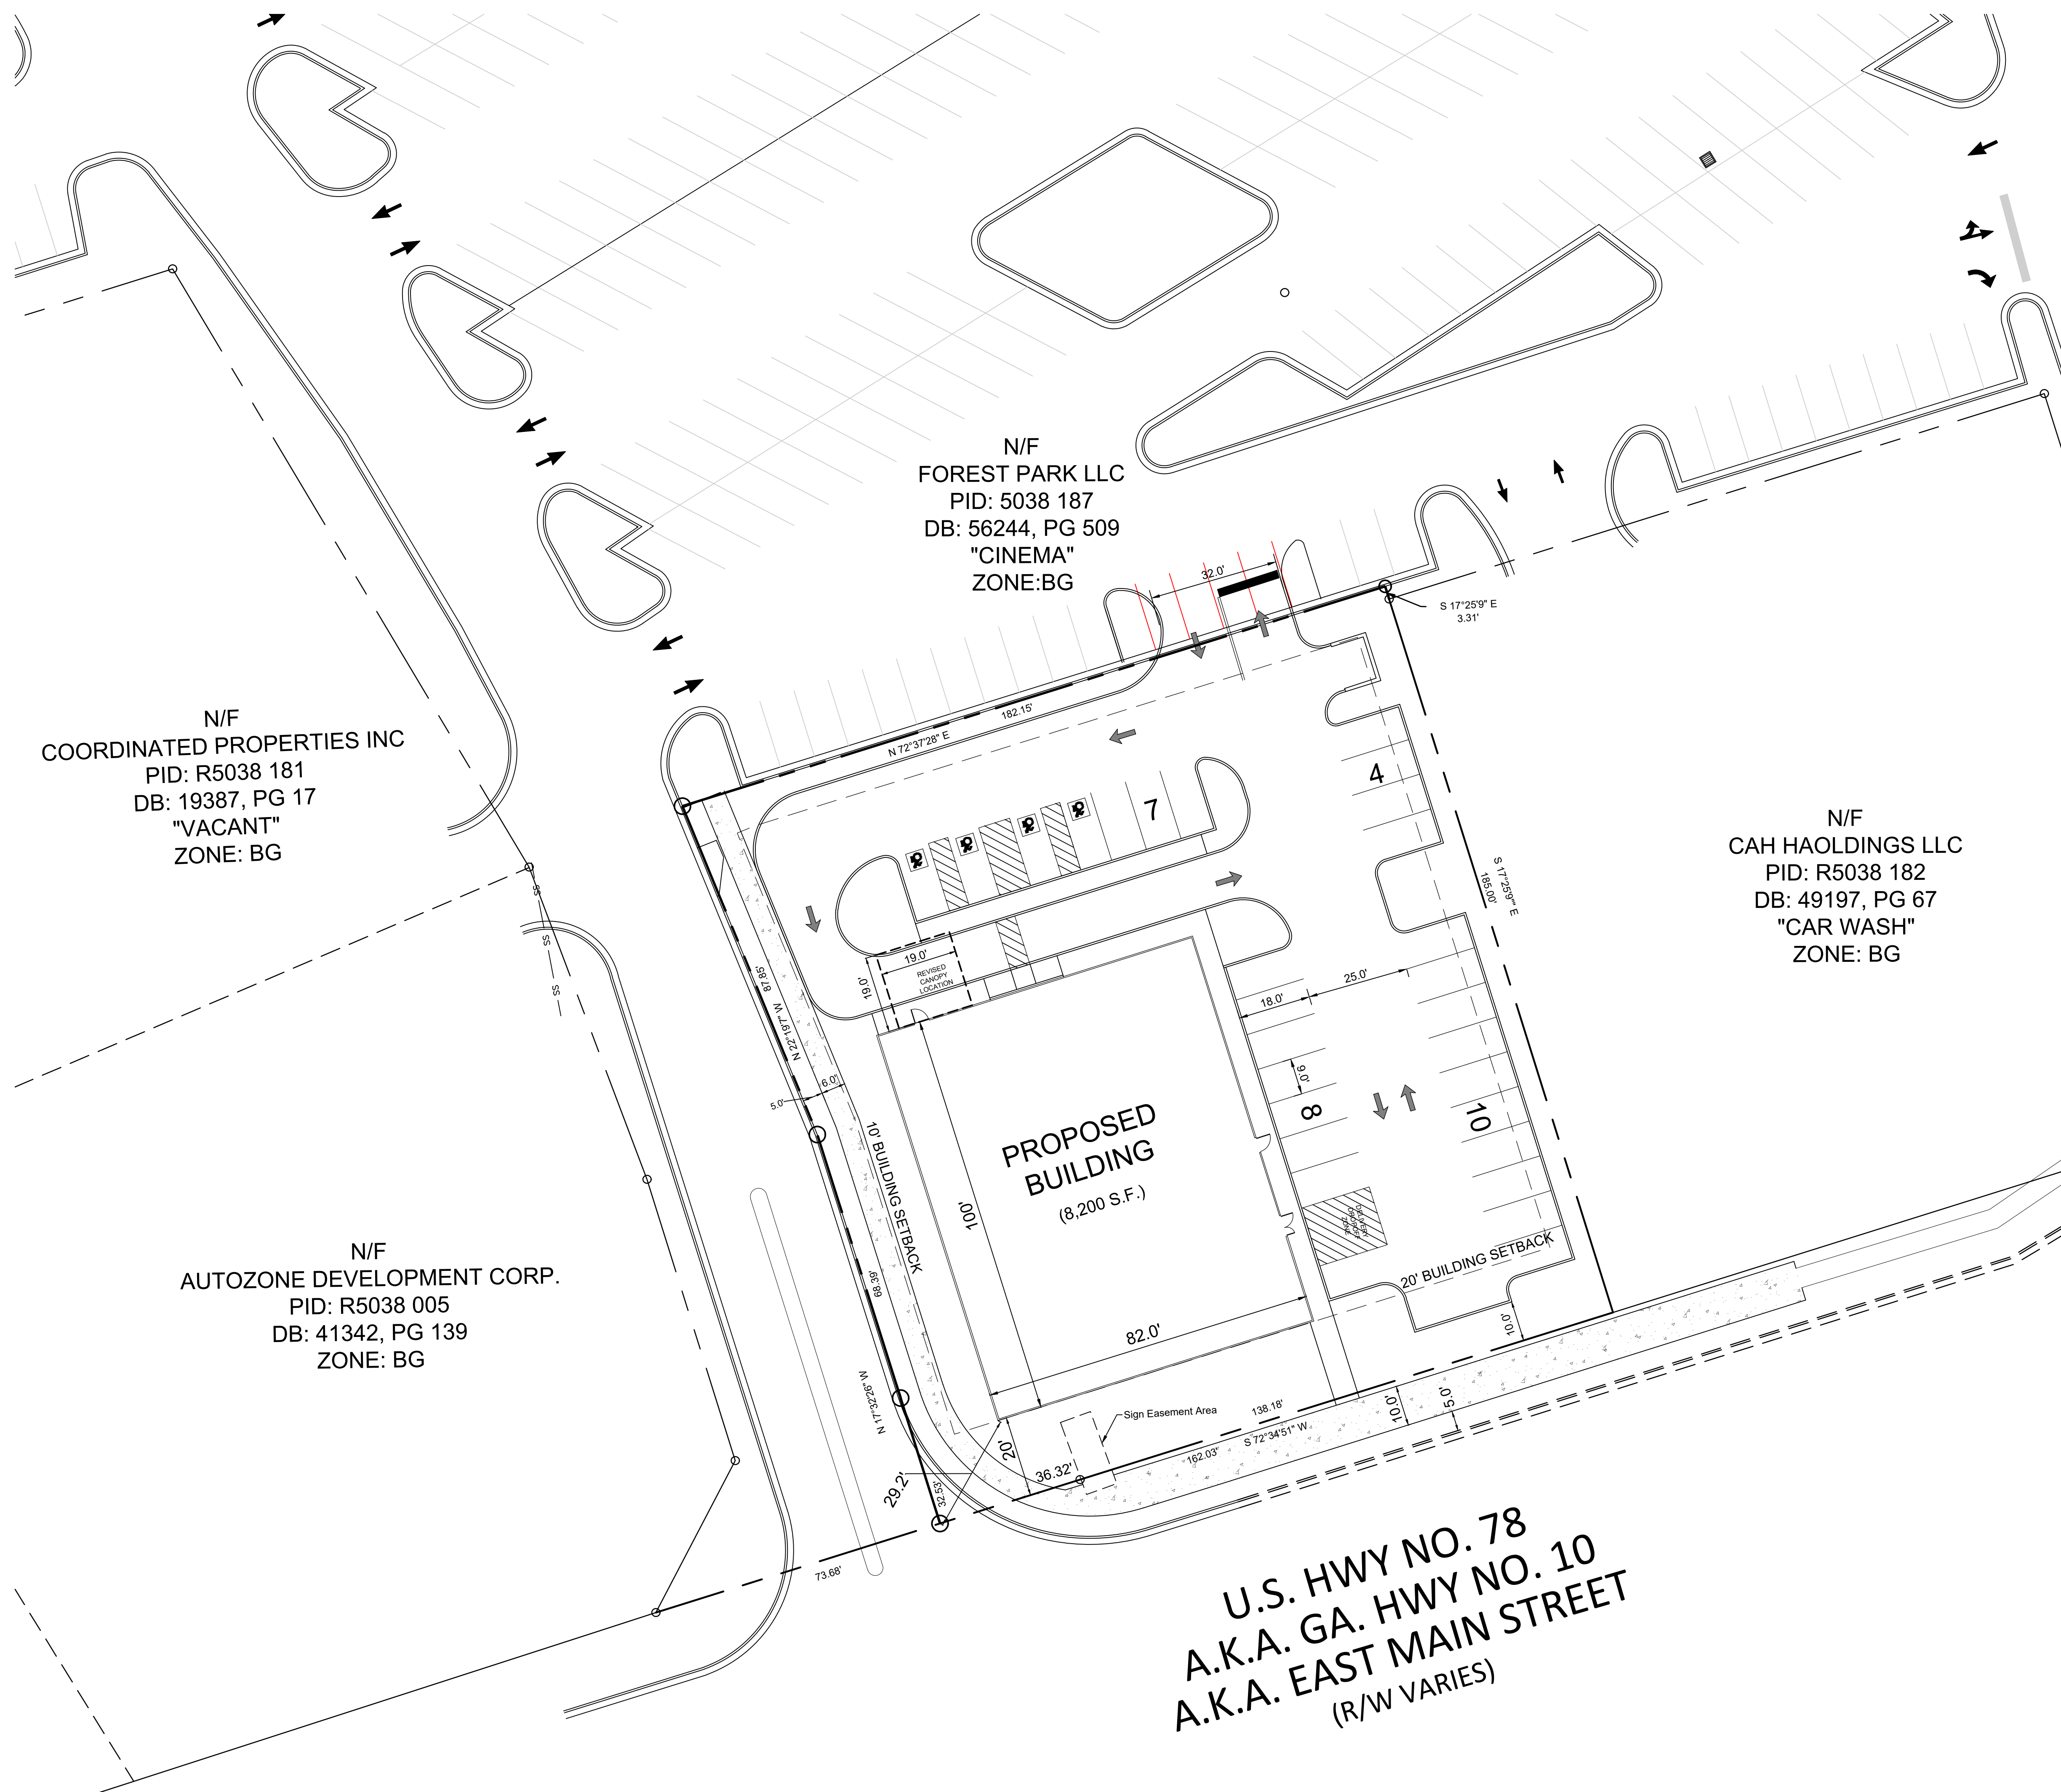 N/F
FOREST PARK LLC
PID: 5038 187
DB: 56244, PG 509
"CINEMA"
ZONE:BG
32.0'
S 17°25'9" E
3.31'
N/F
COORDINATED PROPERTIES INC
PID: R5038 181
DB: 19387, PG 17
"VACANT"
ZONE: BG
182.15'
N 72°37'28" E
7
4
N/F
CAH HAOLDINGS LLC
PID: R5038 182
DB: 49197, PG 67
"CAR WASH"
ZONE: BG
S 17°25'9"" E
185.00'
SS
SS
SS
87.85'
N 22°19'7" W
19.0'
19.0'
REVISED
CANOPY
LOCATION
18.0'
25.0'
9.0'
8
10
6.0'
5.0'
10' BUILDING SETBACK
PROPOSED
BUILDING
(8,200 S.F.)
100'
82.0'
DELIVERY
DROPOFF
ZONE
20' BUILDING SETBACK
10.0'
N/F
AUTOZONE DEVELOPMENT CORP.
PID: R5038 005
DB: 41342, PG 139
ZONE: BG
68.39'
N 17°32'26" W
Sign Easement Area
138.18'
S 72°34'51" W
162.03'
10.0'
5.0'
20'
36.32'
29.2'
32.53'
73.68'
U.S. HWY NO. 78
A.K.A. GA. HWY NO. 10
A.K.A. EAST MAIN STREET
(R/W VARIES)